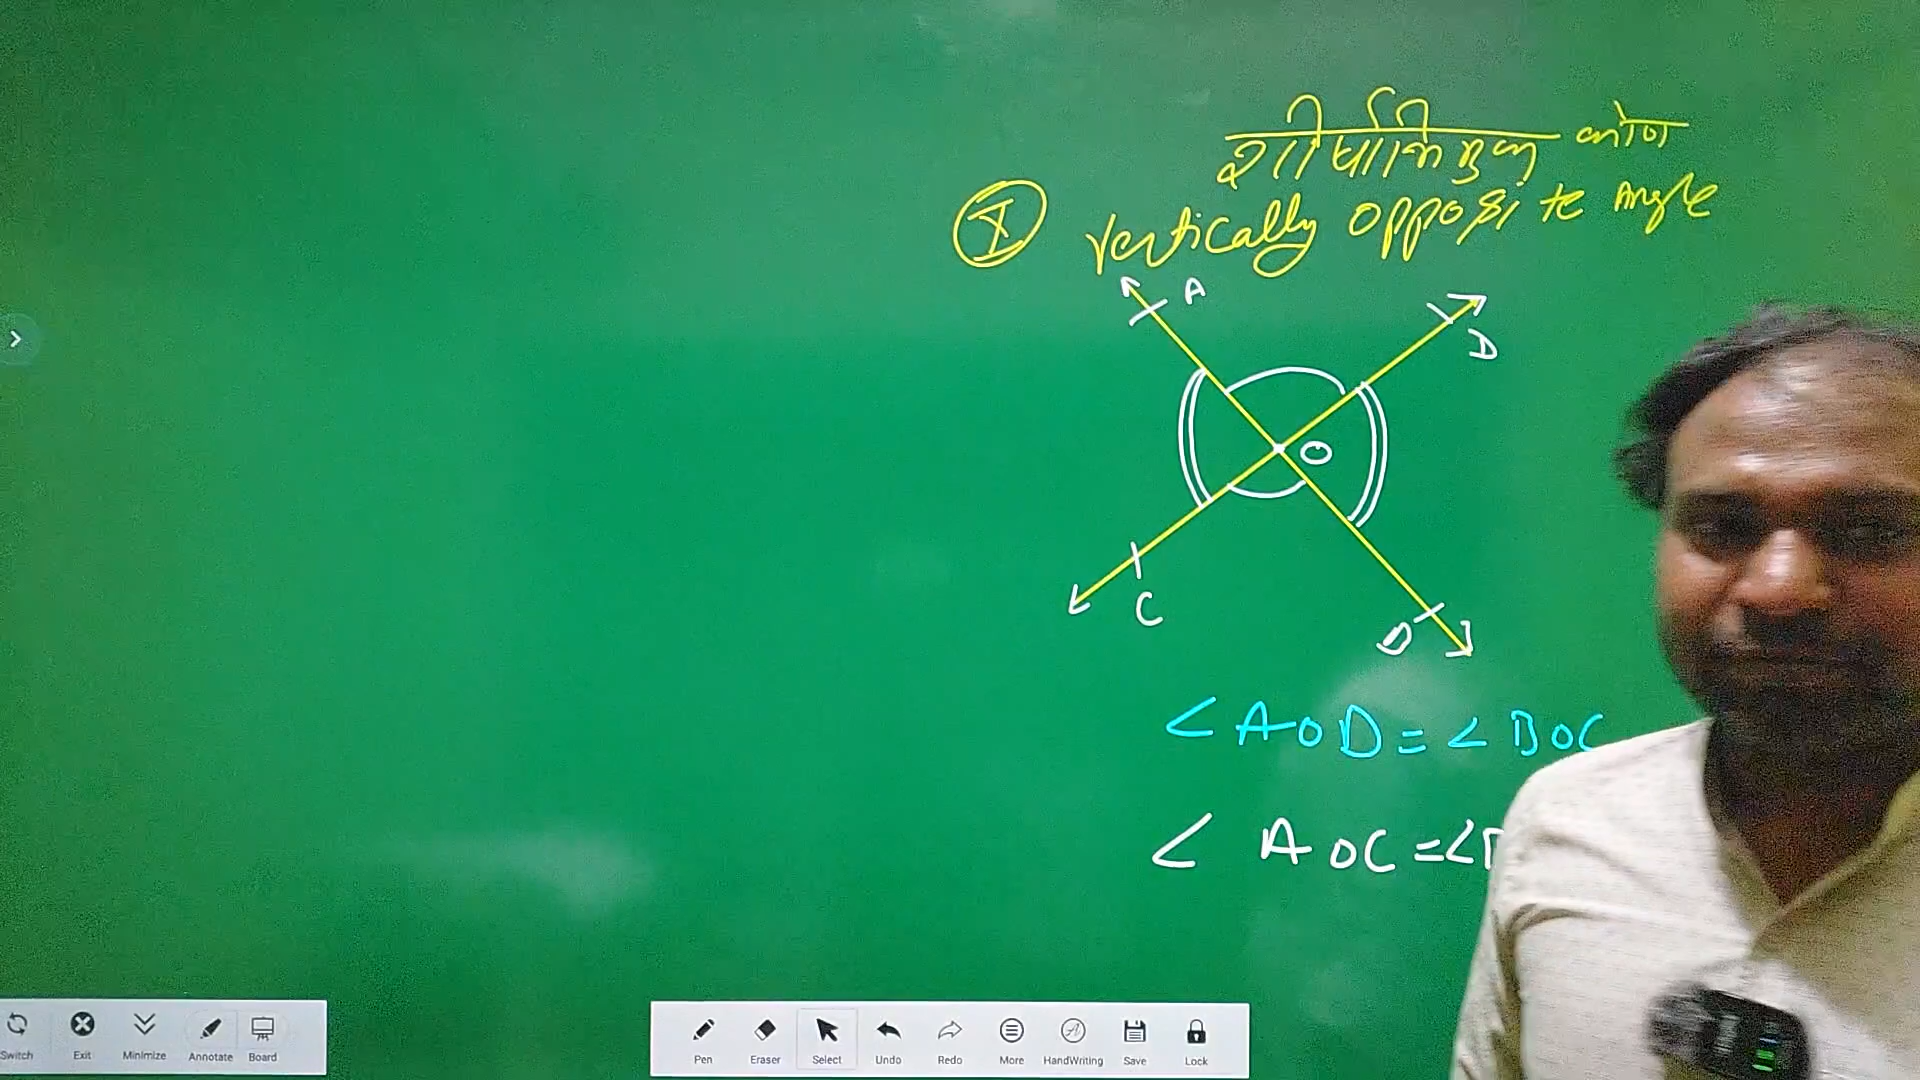 शीर्षाभिमुख कोण
I Vertically opposite Angle
A
D
O
C
D
< AOD = < BOC
< AOC = <
Switch Exit Minimize Annotate Board
Pen Eraser Select Undo Redo More HandWriting Save Lock